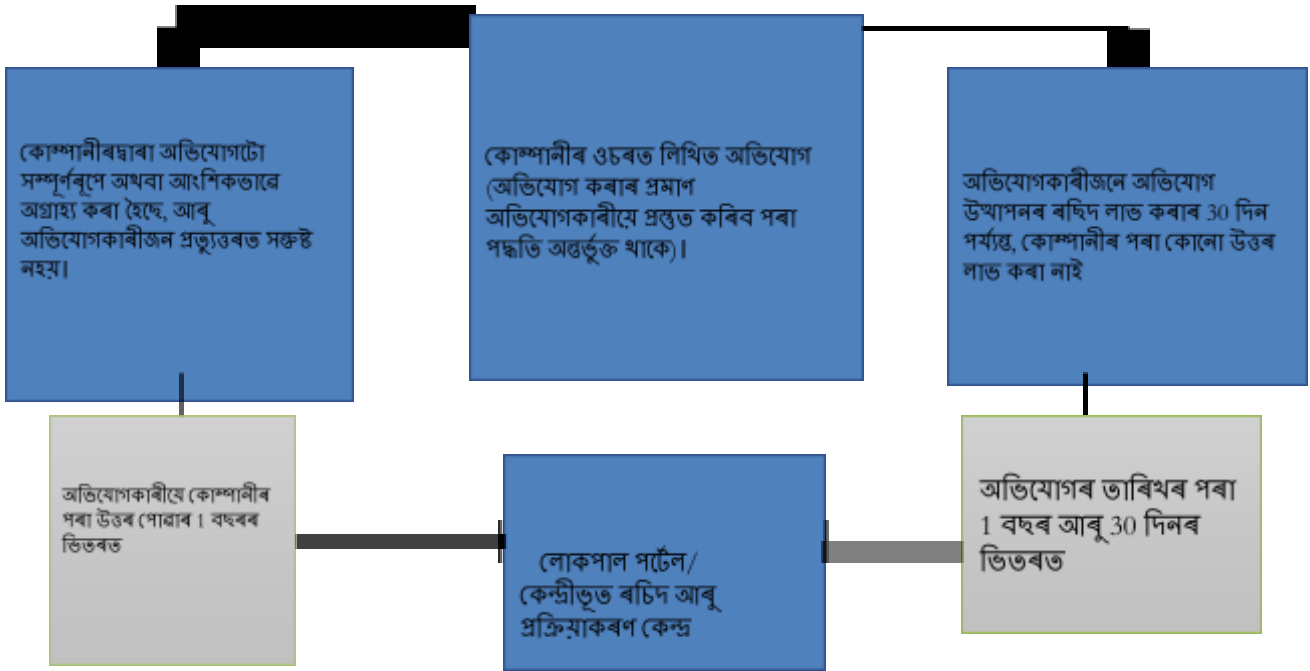 কোম্পানীৰদ্বাৰা অভিযোগটো
সম্পূৰ্ণৰূপে অথবা আংশিকভাৱে
অগ্ৰাহ্য কৰা হৈছে, আৰু
অভিযোগকাৰীজন প্ৰত্যুত্তৰত সন্তুষ্ট
নহয়।
কোম্পানীৰ ওচৰত লিখিত অভিযোগ
(অভিযোগ কৰাৰ প্ৰমাণ
অভিযোগকাৰীয়ে প্ৰস্তুত কৰিব পৰা
পদ্ধতি অন্তৰ্ভুক্ত থাকে)।
অভিযোগকাৰীজনে অভিযোগ
উত্থাপনৰ ৰছিদ লাভ কৰাৰ 30 দিন
পৰ্য্যন্ত, কোম্পানীৰ পৰা কোনো উত্তৰ
লাভ কৰা নাই
অভিযোগকাৰীয়ে কোম্পানীৰ
পৰা উত্তৰ পোৱাৰ 1 বছৰৰ
ভিতৰত
লোকপাল পৰ্টেল/
কেন্দ্ৰীভূত ৰচিদ আৰু
প্ৰক্ৰিয়াকৰণ কেন্দ্ৰ
অভিযোগৰ তাৰিখৰ পৰা
1 বছৰ আৰু 30 দিনৰ
ভিতৰত